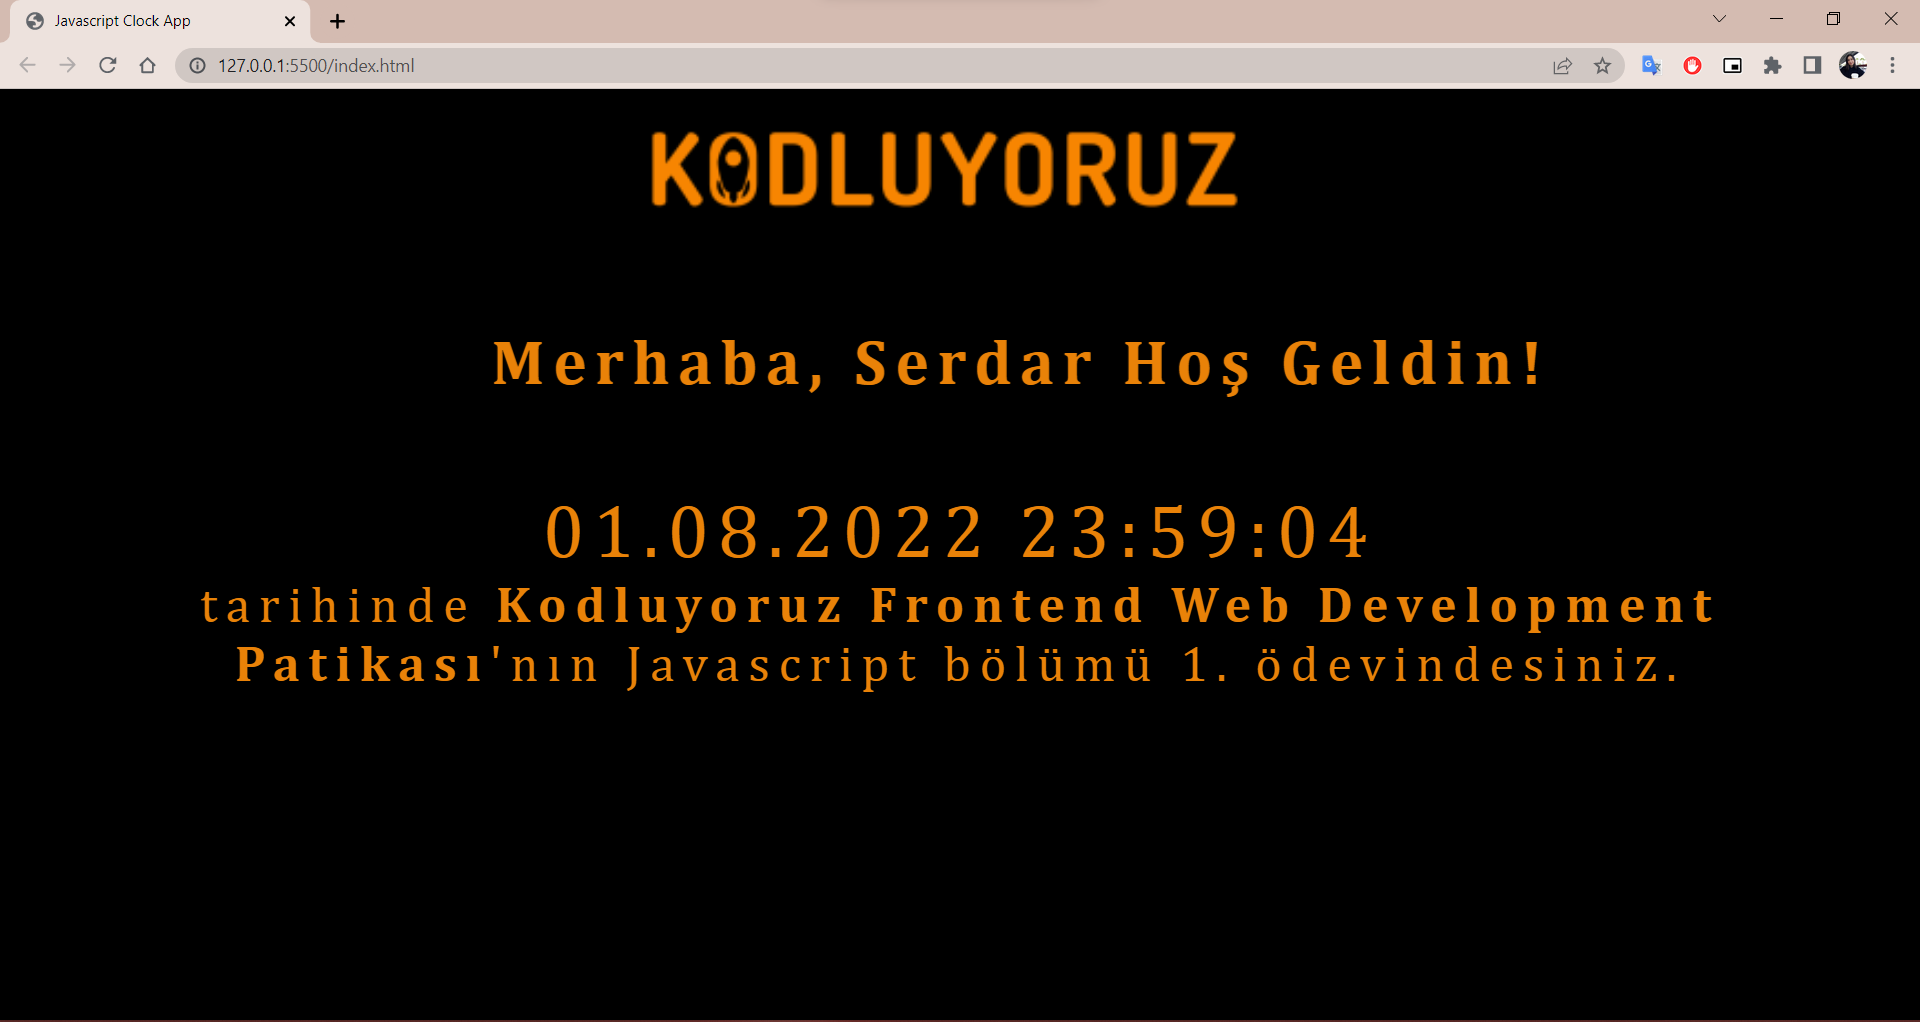 Javascript Clock App
127.0.0.1:5500/index.html
KODLUYORUZ
Merhaba, Serdar Hoş Geldin!
01.08.2022 23:59:04
tarihinde Kodluyoruz Frontend Web Development
Patikası'nın Javascript bölümü 1. ödevindesiniz.